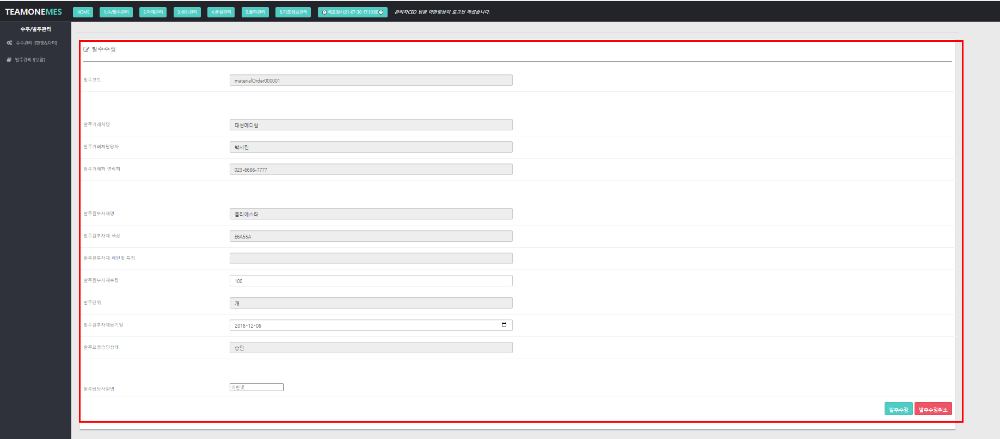 TEAMONEMES HOME 1.수/발주관리 2.자재관리 3.생산관리 4.품질관리 5.출하관리 6.기초정보관리 배포일시:21-07-30 17:10:00 관리자CEO 임원 이한빛님이 로그인 하셨습니다.
수주/발주관리
수주관리 ![한빛&다미]
발주관리 ![보람]
발주수정
발주코드 materialOrder000001
발주거래처명 대성메디칼
발주거래처담당자 박서진
발주거래처 연락처 023-6666-7777
발주원부자재명 폴리에스터
발주원부자재 색상 E6A55A
발주원부자재 패턴및 특징
발주원부자재수량 100
발주단위 개
발주원부자재납기일 2016-12-06
발주요청승인상태 승인
발주담당사원명 이한빛
발주수정 발주수정취소